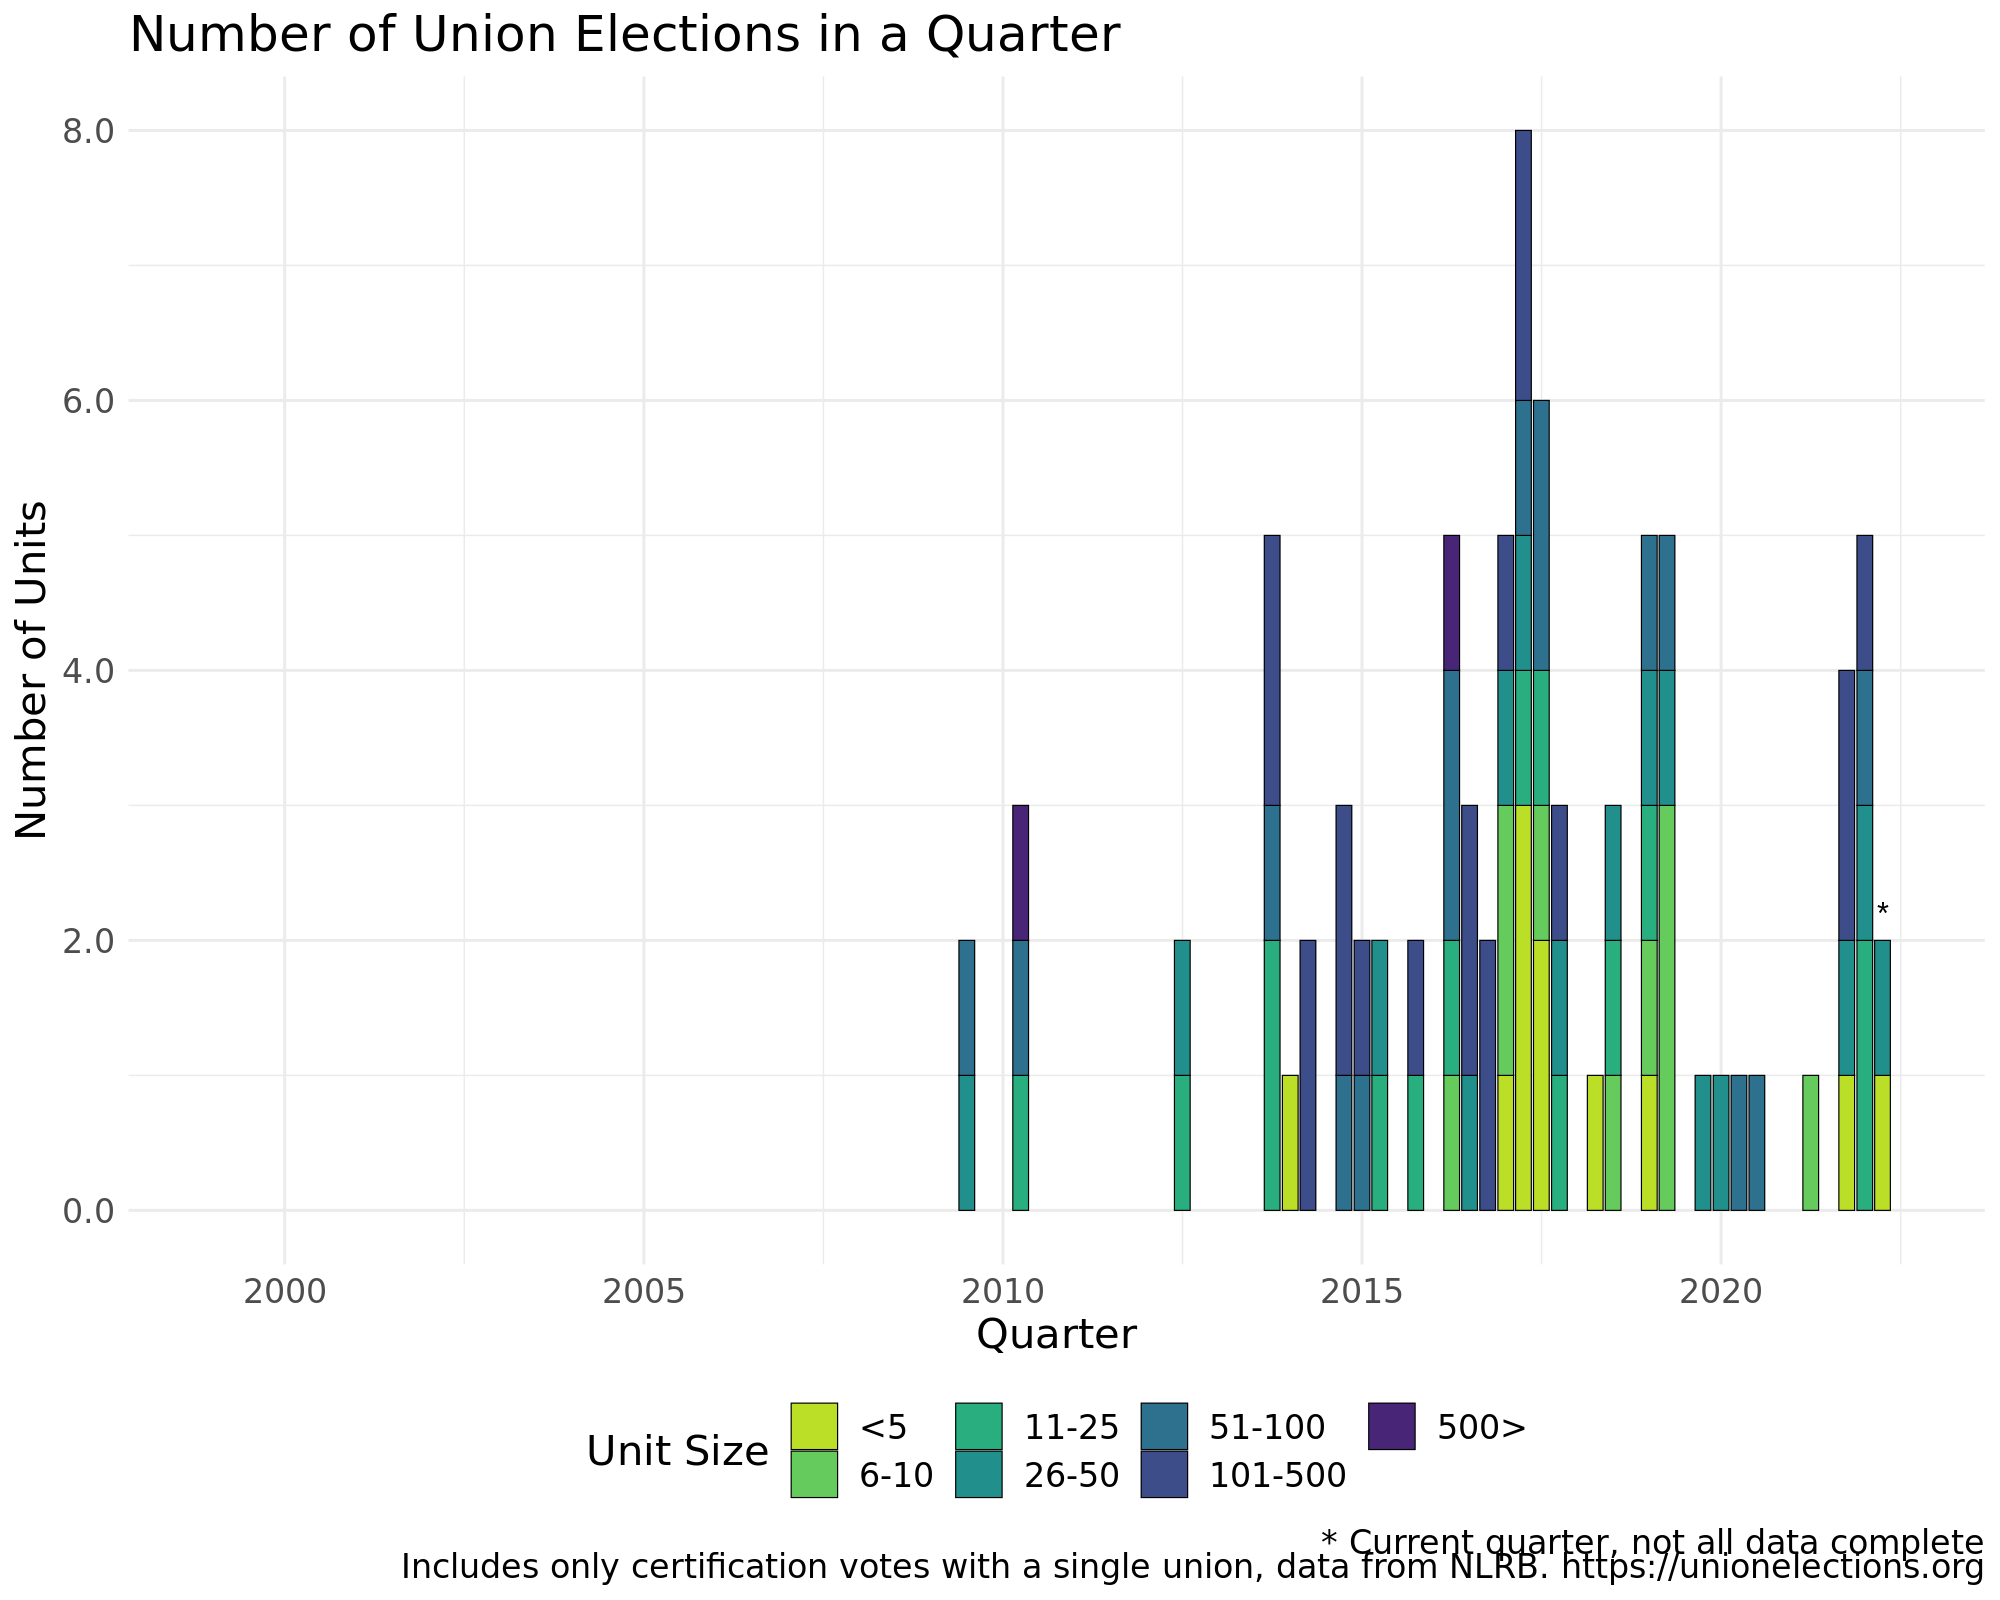 Number of Union Elections in a Quarter
Number of Units
8.0
6.0
4.0
2.0
0.0
*
2000 2005 2010 2015 2020
Quarter
Unit Size
<5 11-25 51-100 500>
6-10 26-50 101-500
* Current quarter, not all data complete
Includes only certification votes with a single union, data from NLRB. https://unionelections.org